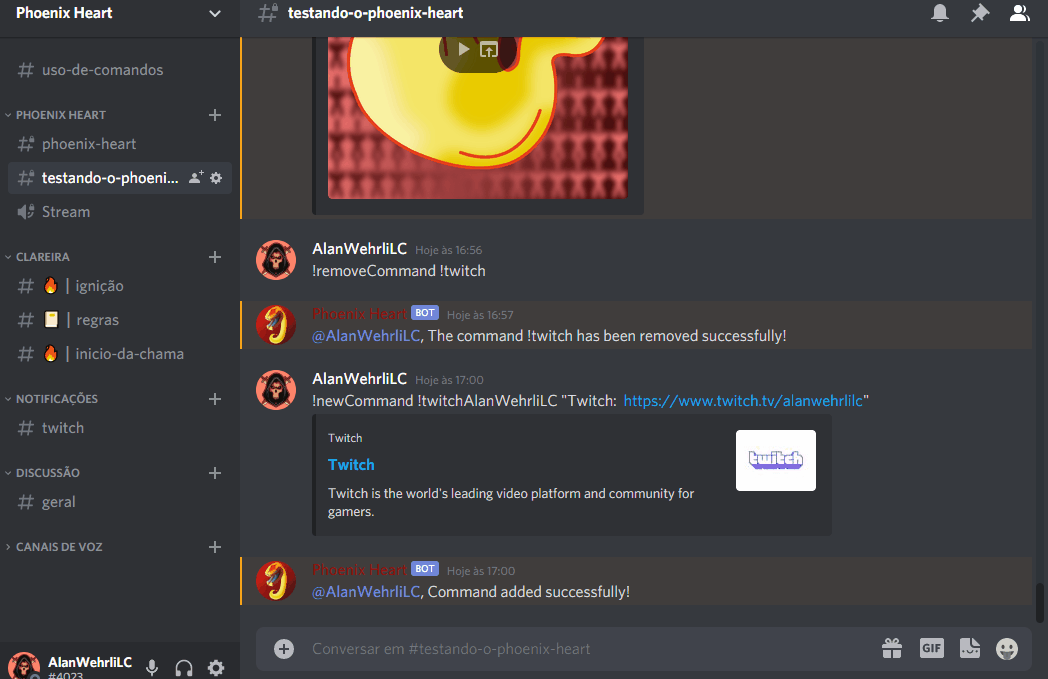 Phoenix Heart
uso-de-comandos
PHOENIX HEART
phoenix-heart
testando-o-phoeni...
Stream
CLAREIRA
| ignição
| regras
| inicio-da-chama
NOTIFICAÇÕES
twitch
DISCUSSÃO
geral
CANAIS DE VOZ
AlanWehrliLC
#4023
testando-o-phoenix-heart
AlanWehrliLC Hoje às 16:56
!removeCommand !twitch
Phoenix Heart BOT Hoje às 16:57
@AlanWehrliLC, The command !twitch has been removed successfully!
AlanWehrliLC Hoje às 17:00
!newCommand !twitchAlanWehrliLC "Twitch: https://www.twitch.tv/alanwehrlilc"
Twitch
Twitch
twitch
Twitch is the world's leading video platform and community for
gamers.
Phoenix Heart BOT Hoje às 17:00
@AlanWehrliLC, Command added successfully!
Conversar em #testando-o-phoenix-heart
GIF